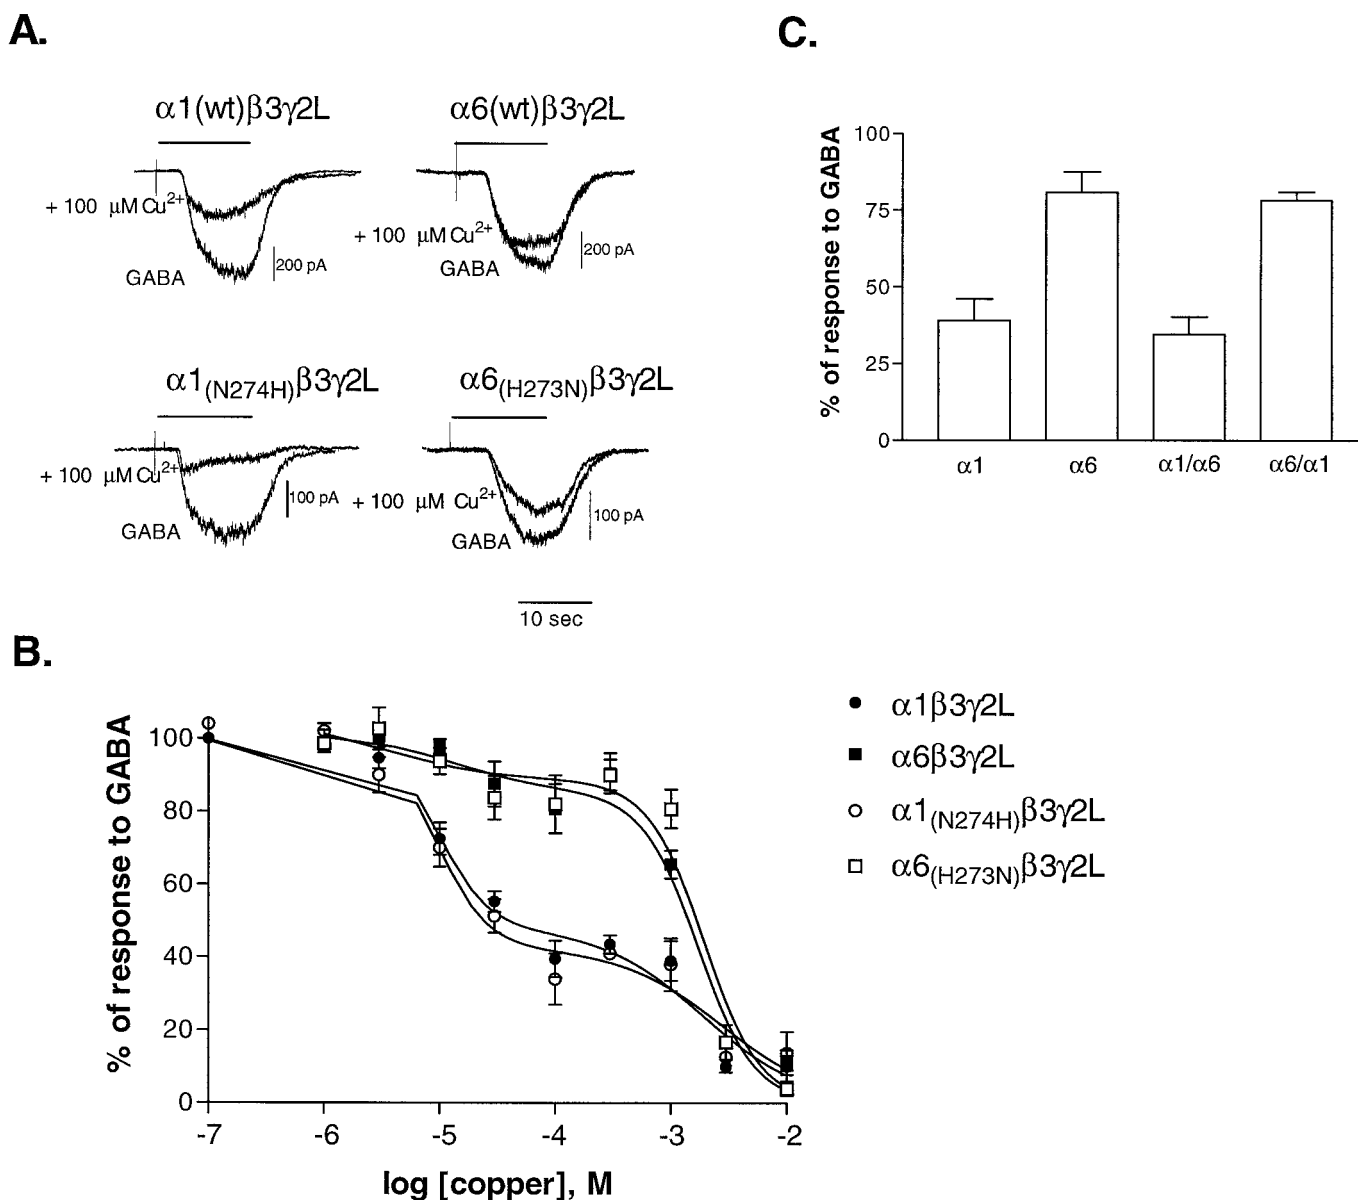 A.
α1(wt)β3γ2L
+ 100 μM Cu2+
GABA
200 pA
α6(wt)β3γ2L
+ 100 μM Cu2+
GABA
200 pA
α1(N274H)β3γ2L
+ 100 μM Cu2+
GABA
100 pA
α6(H273N)β3γ2L
+ 100 μM Cu2+
GABA
100 pA
10 sec
C.
% of response to GABA
100
75
50
25
0
α1 α6 α1/α6 α6/α1
B.
% of response to GABA
100
80
60
40
20
0
-7 -6 -5 -4 -3 -2
log [copper], M
α1β3γ2L
α6β3γ2L
α1(N274H)β3γ2L
α6(H273N)β3γ2L